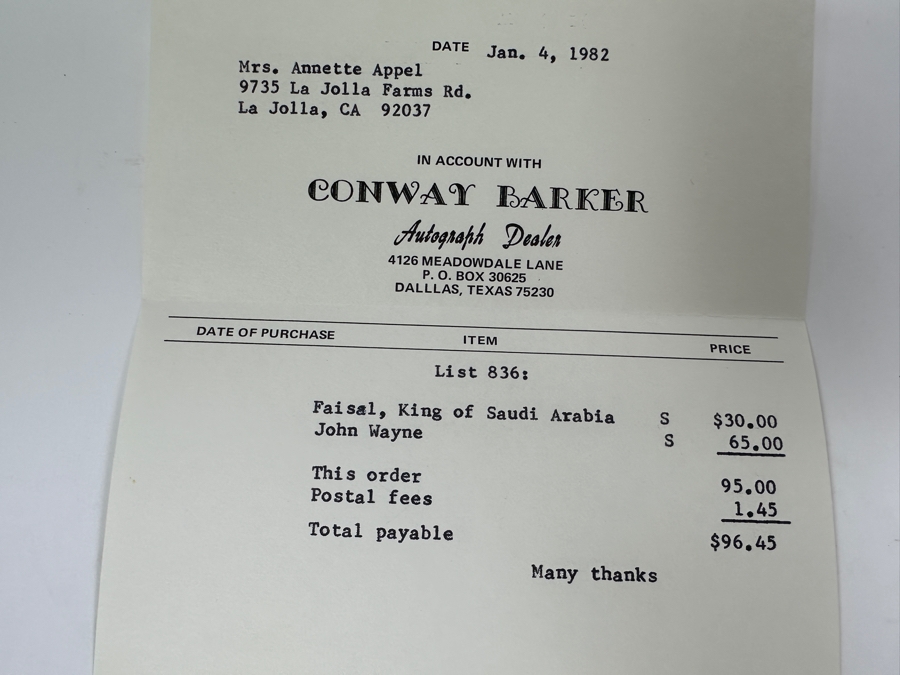 DATE Jan. 4, 1982
Mrs. Annette Appel
9735 La Jolla Farms Rd.
La Jolla, CA 92037
IN ACCOUNT WITH
CONWAY BARKER
Autograph Dealer
4126 MEADOWDALE LANE
P. O. BOX 30625
DALLLAS, TEXAS 75230
DATE OF PURCHASE ITEM PRICE
List 836:
Faisal, King of Saudi Arabia S $30.00
John Wayne S 65.00
This order 95.00
Postal fees 1.45
Total payable $96.45
Many thanks